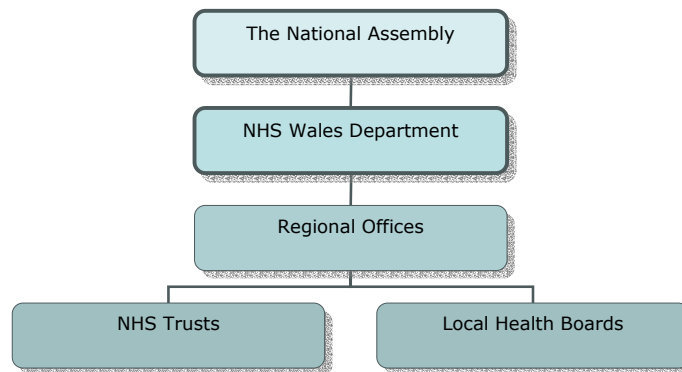 The National Assembly
NHS Wales Department
Regional Offices
NHS Trusts
Local Health Boards